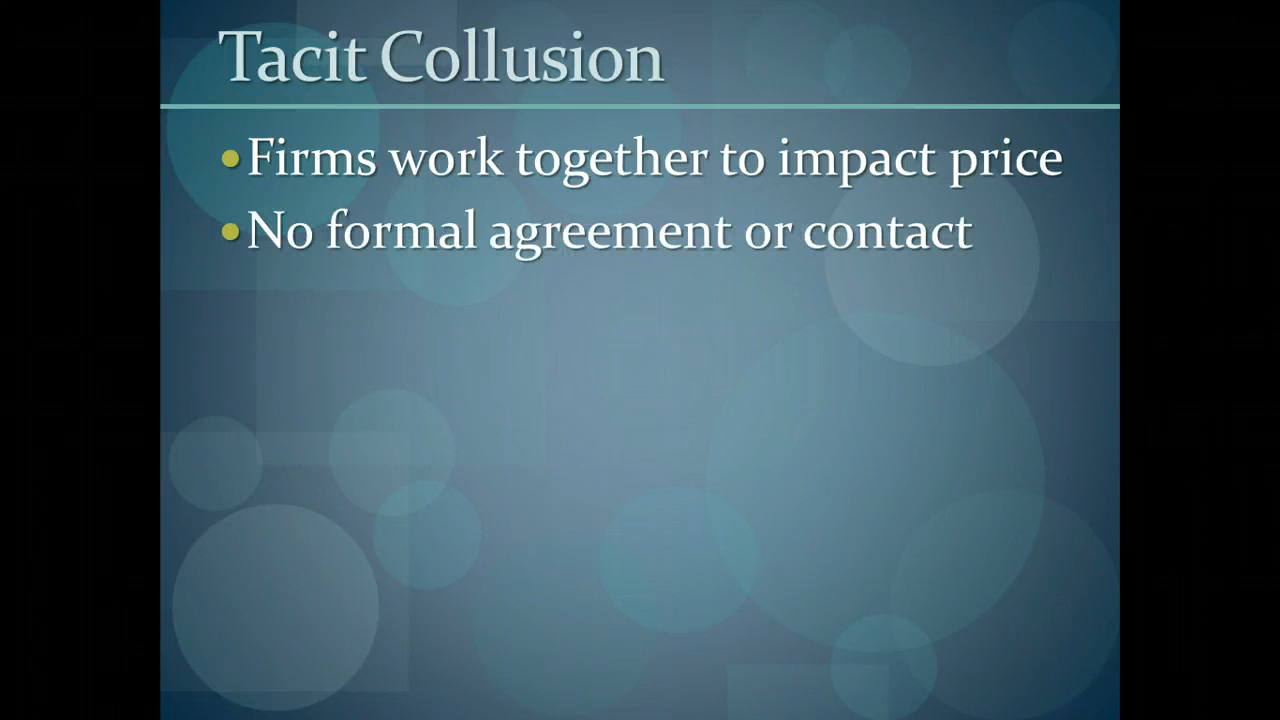 Tacit Collusion
•Firms work together to impact price
•No formal agreement or contact